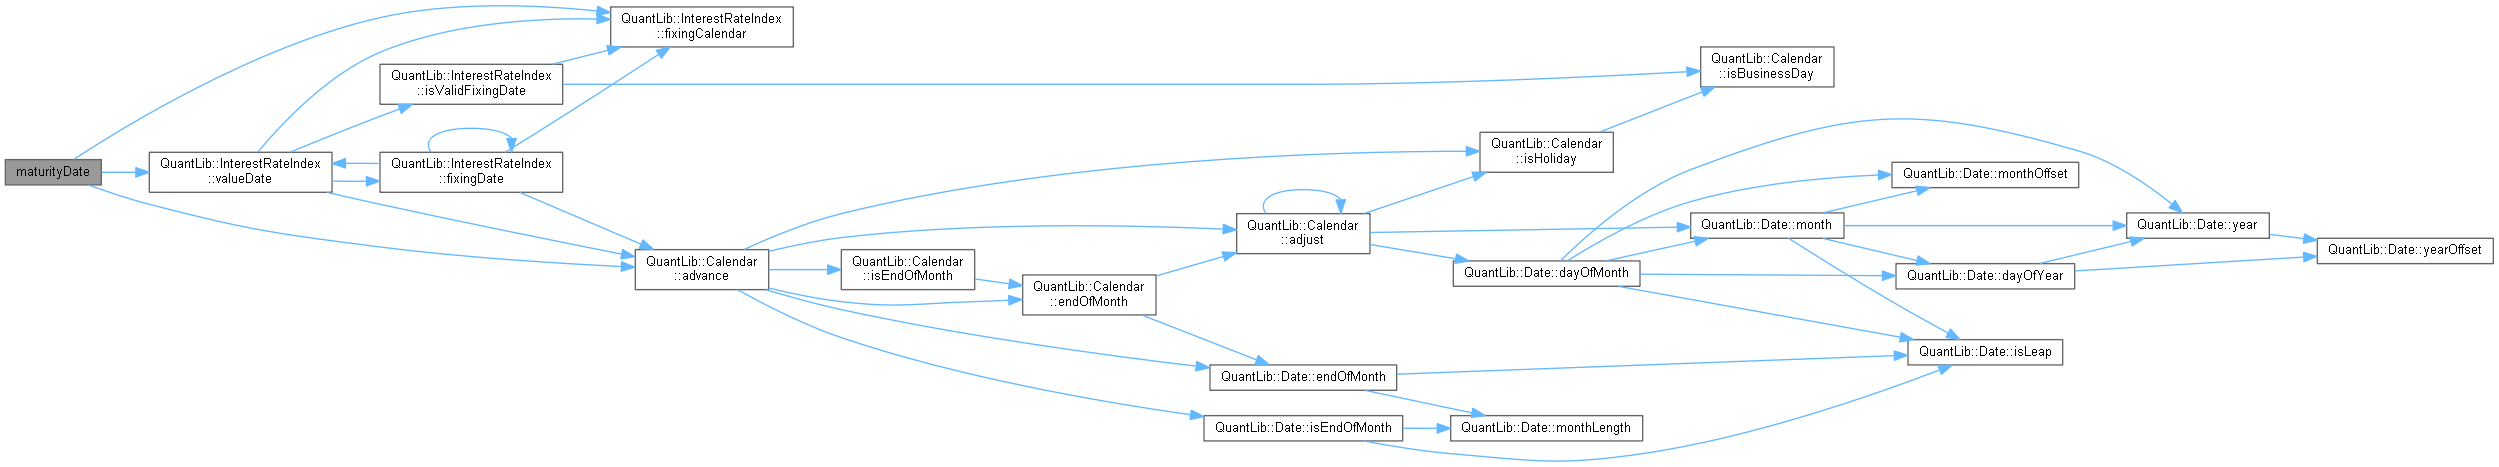 maturityDate
QuantLib::InterestRateIndex
::valueDate
QuantLib::InterestRateIndex
::fixingCalendar
QuantLib::InterestRateIndex
::isValidFixingDate
QuantLib::InterestRateIndex
::fixingDate
QuantLib::Calendar
::advance
QuantLib::Calendar
::isEndOfMonth
QuantLib::Calendar
::endOfMonth
QuantLib::Calendar
::adjust
QuantLib::Date::endOfMonth
QuantLib::Date::isEndOfMonth
QuantLib::Calendar
::isHoliday
QuantLib::Date::dayOfMonth
QuantLib::Date::monthLength
QuantLib::Calendar
::isBusinessDay
QuantLib::Date::month
QuantLib::Date::monthOffset
QuantLib::Date::dayOfYear
QuantLib::Date::isLeap
QuantLib::Date::year
QuantLib::Date::yearOffset